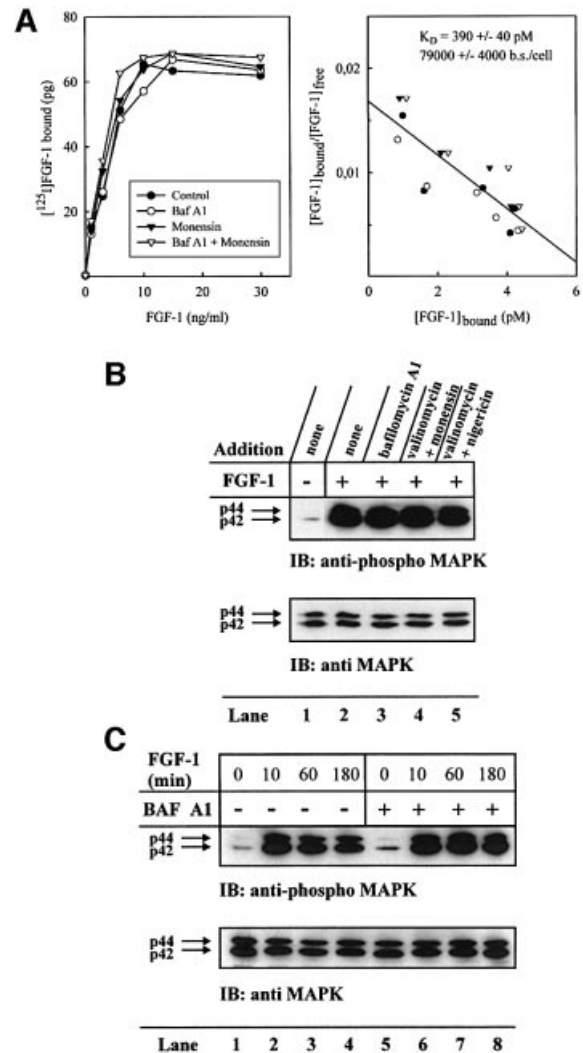 A
[125I]FGF-1 bound (pg)
80
60
40
20
0
10
20
30
FGF-1 (ng/ml)
Control
Baf A1
Monensin
Baf A1 + Monensin
KD = 390 +/- 40 pM
79000 +/- 4000 b.s./cell
[FGF-1]bound/[FGF-1]free
0,02
0,01
0
2
4
6
[FGF-1]bound (pM)
B
Addition
none
none
bafilomycin A1
valinomycin + monensin
valinomycin + nigericin
FGF-1 - + + + +
p44
p42
IB: anti-phospho MAPK
p44
p42
IB: anti MAPK
Lane 1 2 3 4 5
C
FGF-1 (min) 0 10 60 180 0 10 60 180
BAF A1 - - - - + + + +
p44
p42
IB: anti-phospho MAPK
p44
p42
IB: anti MAPK
Lane 1 2 3 4 5 6 7 8